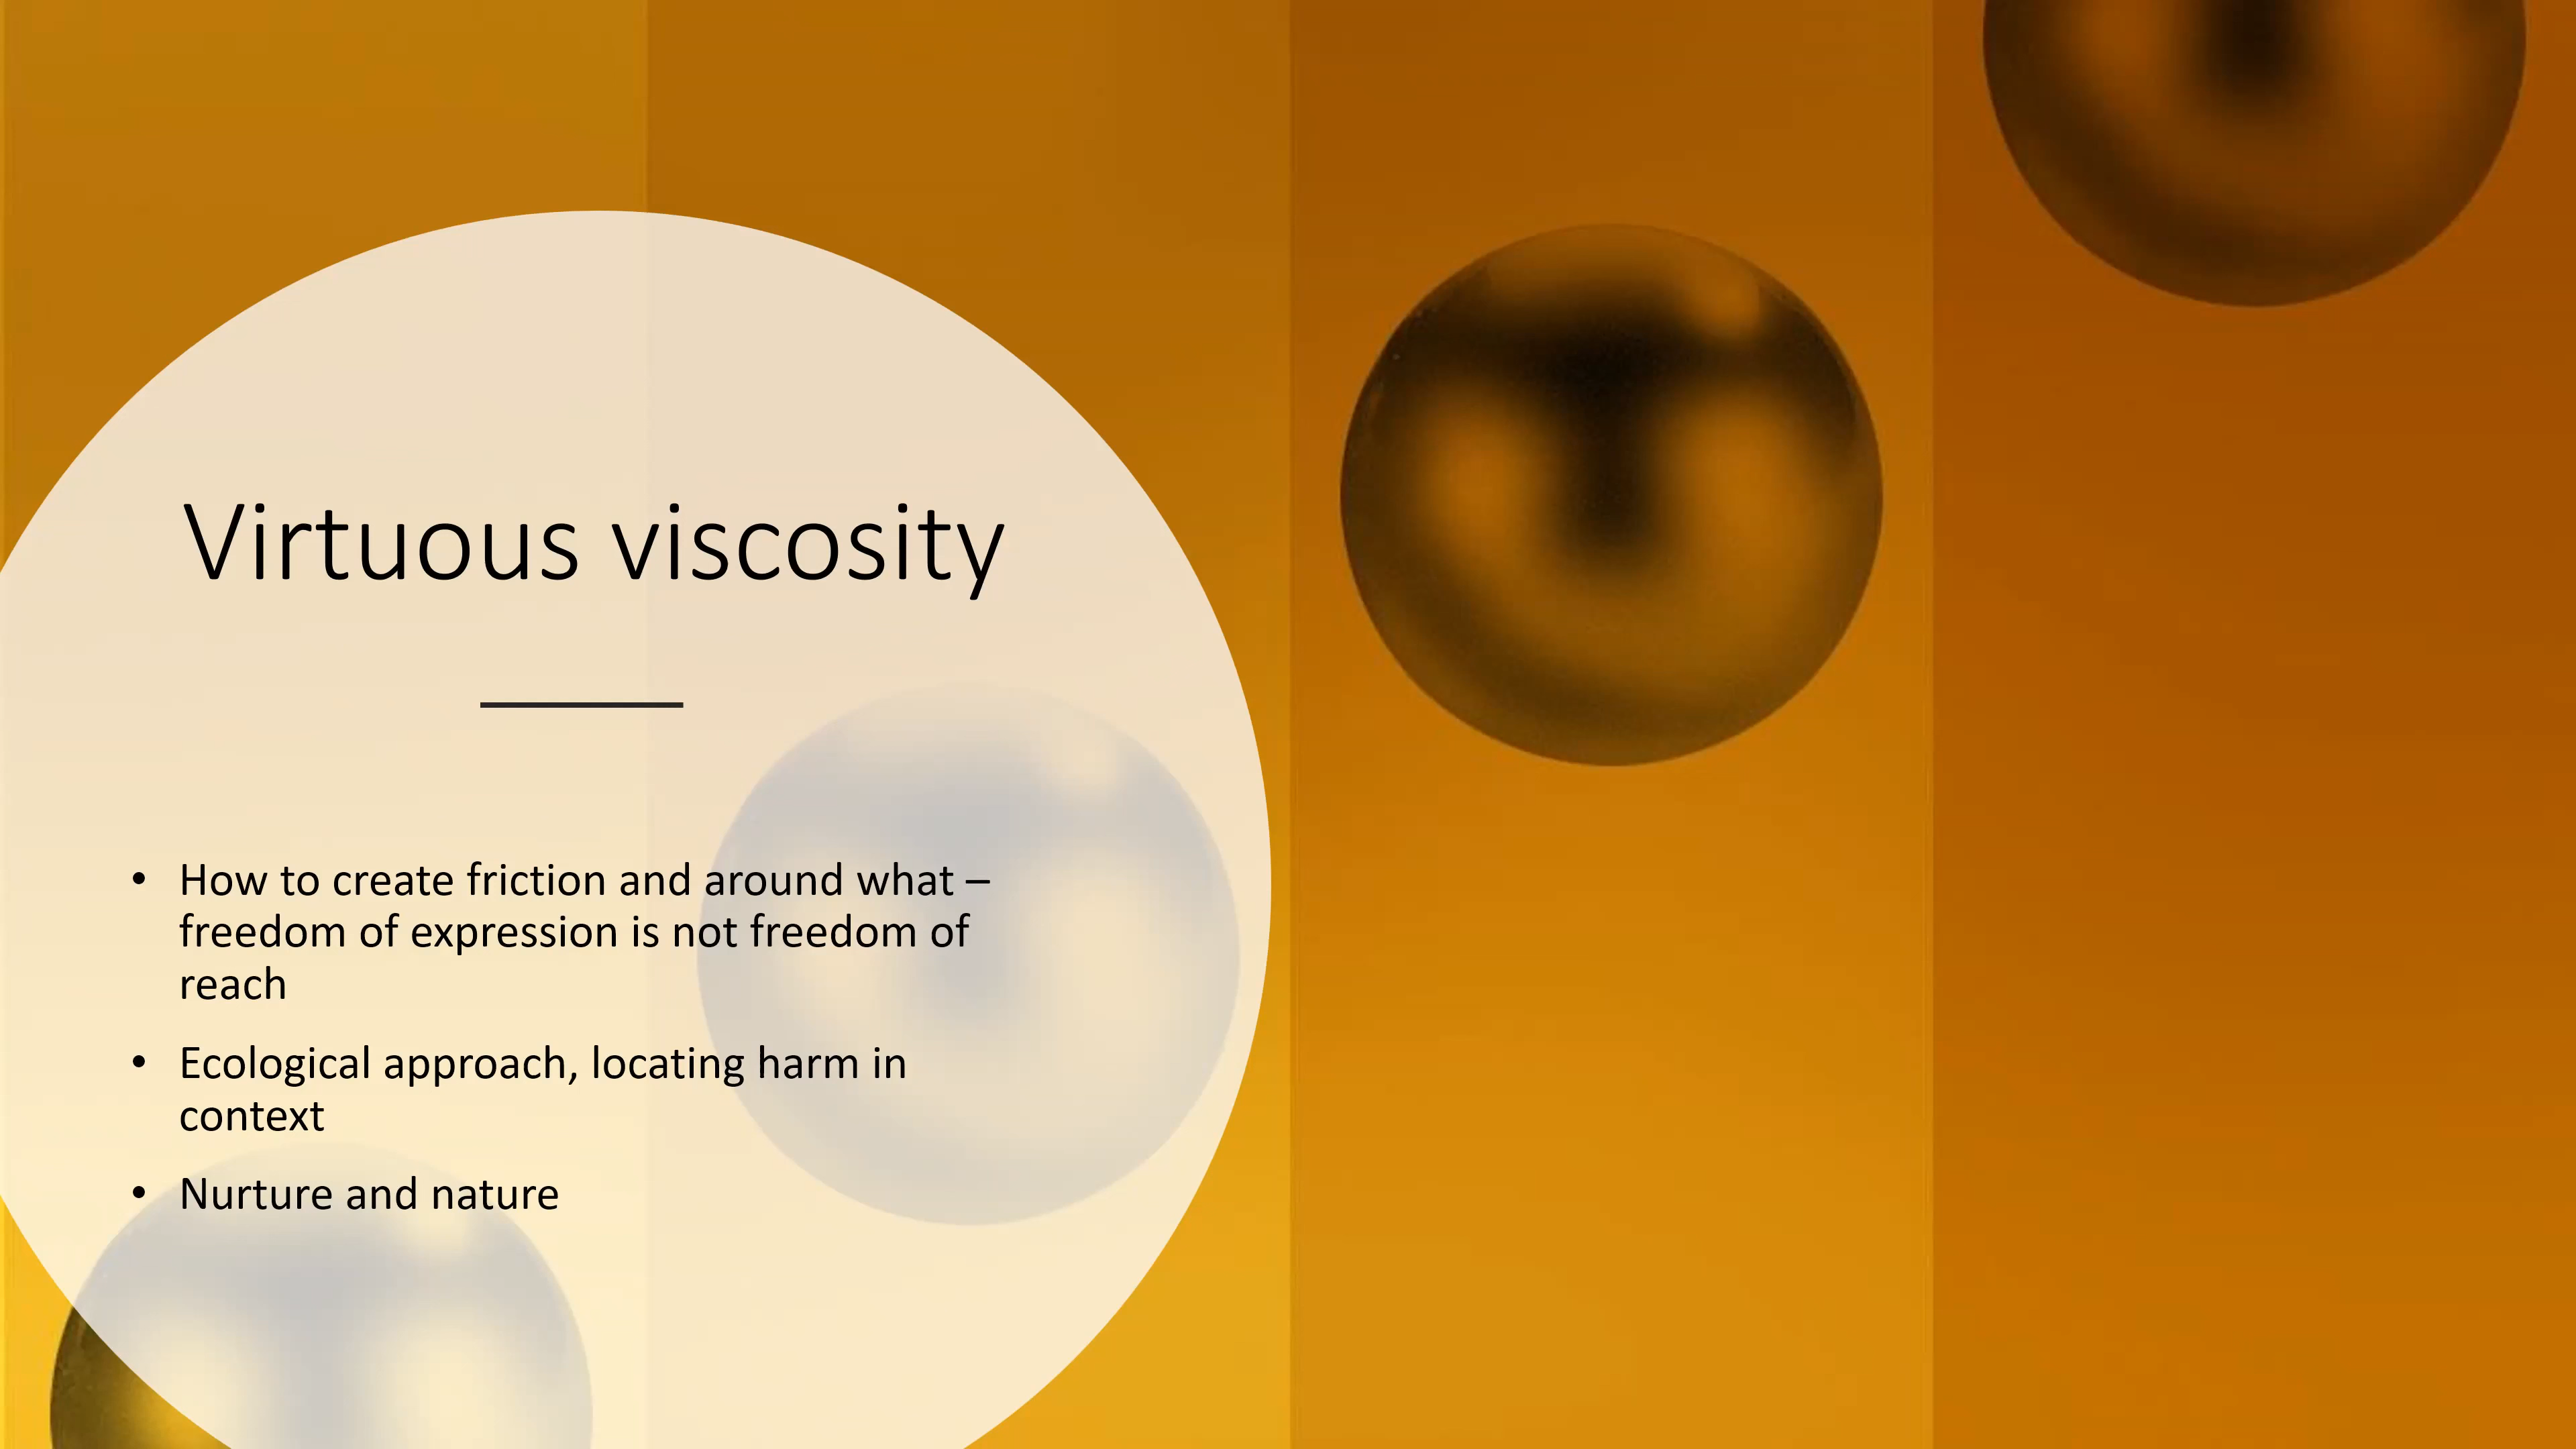 Virtuous viscosity
• How to create friction and around what –
freedom of expression is not freedom of
reach
• Ecological approach, locating harm in
context
• Nurture and nature